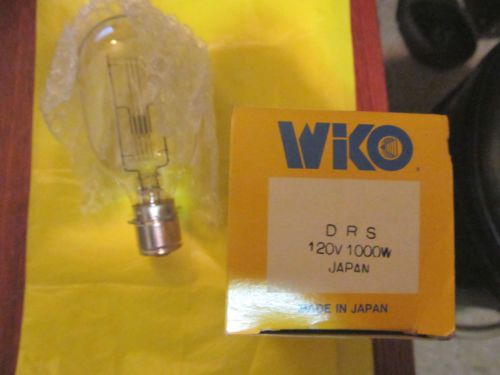 WIKO
D R S
120V 1000W
JAPAN
MADE IN JAPAN